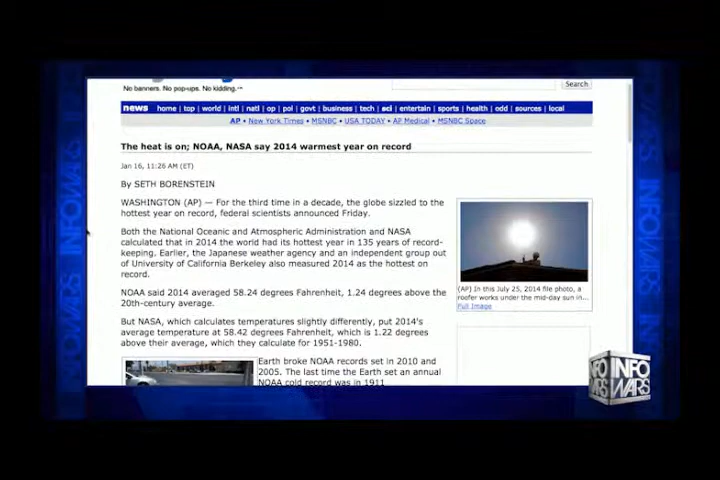 No banners. No pop-ups. No kidding.™
Search
news home | top | world | intl | natl | op | pol | govt | business | tech | sci | entertain | sports | health | odd | sources | local
AP • New York Times • MSNBC • USA TODAY • AP Medical • MSNBC Space
The heat is on; NOAA, NASA say 2014 warmest year on record
Jan 16, 11:26 AM (ET)
By SETH BORENSTEIN
WASHINGTON (AP) — For the third time in a decade, the globe sizzled to the
hottest year on record, federal scientists announced Friday.
Both the National Oceanic and Atmospheric Administration and NASA
calculated that in 2014 the world had its hottest year in 135 years of record-
keeping. Earlier, the Japanese weather agency and an independent group out
of University of California Berkeley also measured 2014 as the hottest on
record.
NOAA said 2014 averaged 58.24 degrees Fahrenheit, 1.24 degrees above the
20th-century average.
But NASA, which calculates temperatures slightly differently, put 2014's
average temperature at 58.42 degrees Fahrenheit, which is 1.22 degrees
above their average, which they calculate for 1951-1980.
Earth broke NOAA records set in 2010 and
2005. The last time the Earth set an annual
NOAA cold record was in 1911
(AP) In this July 25, 2014 file photo, a
roofer works under the mid-day sun in...
Full Image
INFOWARS
INFOWARS
INFO
WARS
INFO
WARS